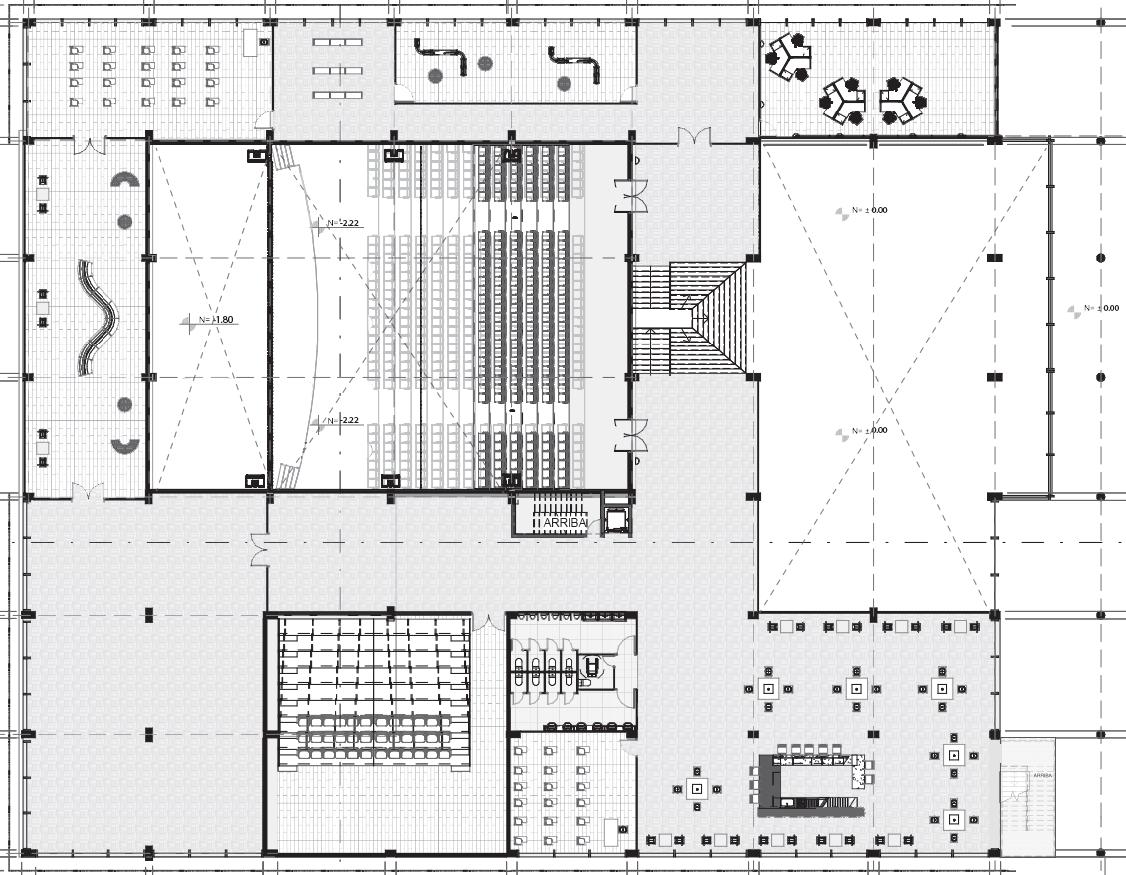 N= ± 0.00
N= -2.22
N= ± 0.00
N= -1.80
N= -2.22
N= ± 0.00
ARRIBA
ARRIBA